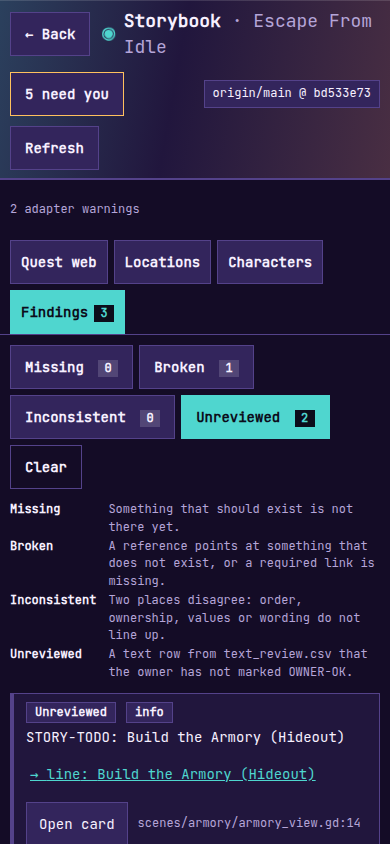 ← Back
Storybook · Escape From
Idle
5 need you
origin/main @ bd533e73
Refresh
2 adapter warnings
Quest web
Locations
Characters
Findings 3
Missing 0
Broken 1
Inconsistent 0
Unreviewed 2
Clear
Missing Something that should exist is not
there yet.
Broken A reference points at something that
does not exist, or a required link is
missing.
Inconsistent Two places disagree: order,
ownership, values or wording do not
line up.
Unreviewed A text row from text_review.csv that
the owner has not marked OWNER-OK.
Unreviewed info
STORY-TODO: Build the Armory (Hideout)
→ line: Build the Armory (Hideout)
Open card scenes/armory/armory_view.gd:14